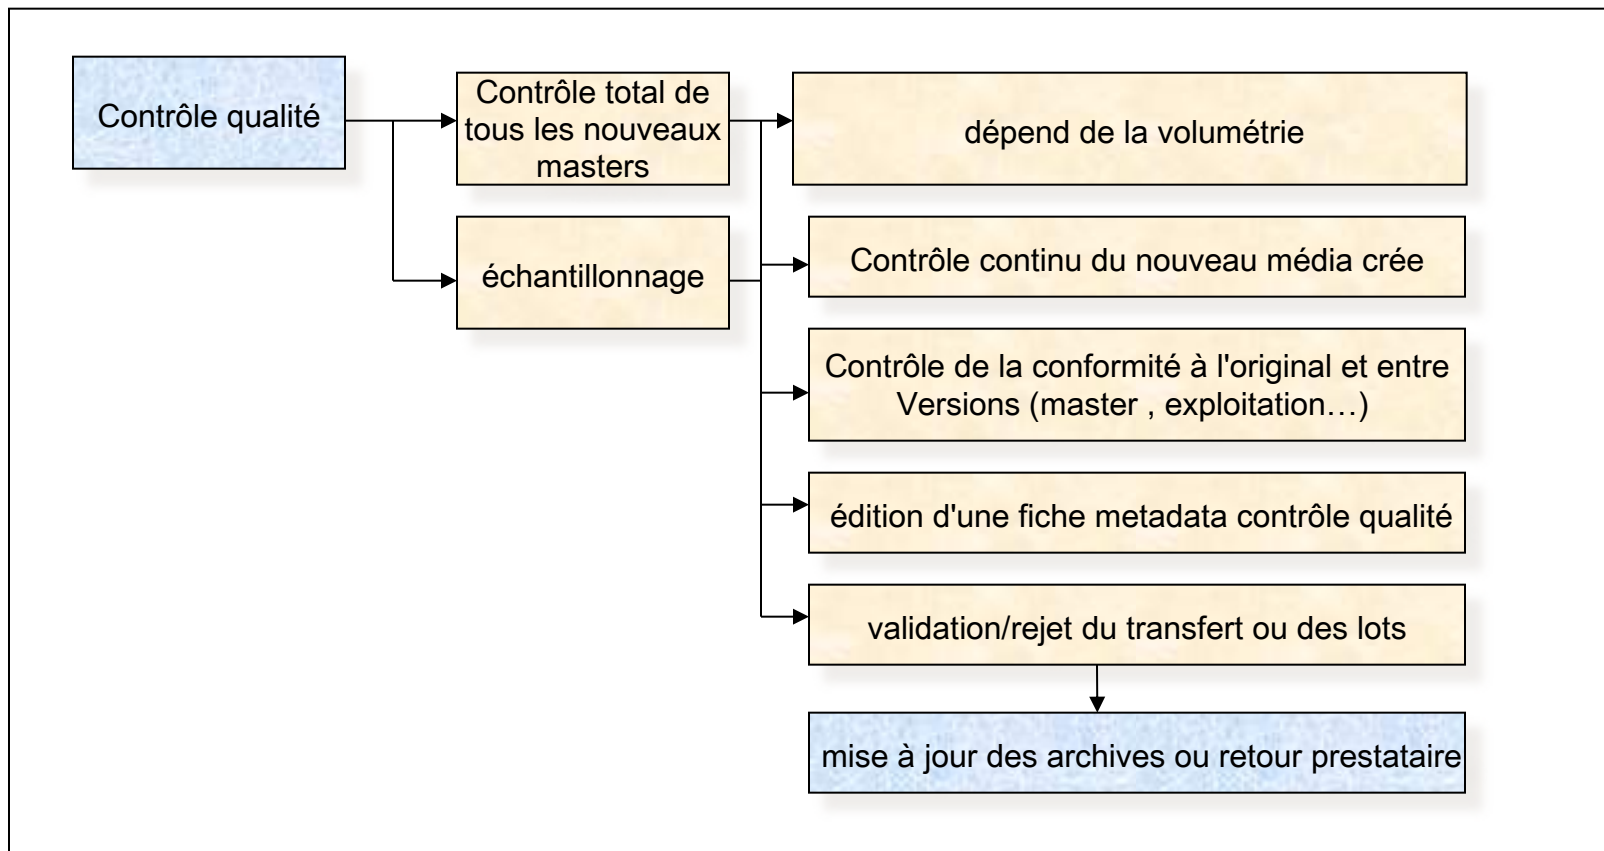 Contrôle qualité
Contrôle total de
tous les nouveaux
masters
dépend de la volumétrie
échantillonnage
Contrôle continu du nouveau média crée
Contrôle de la conformité à l'original et entre
Versions (master , exploitation…)
édition d'une fiche metadata contrôle qualité
validation/rejet du transfert ou des lots
mise à jour des archives ou retour prestataire